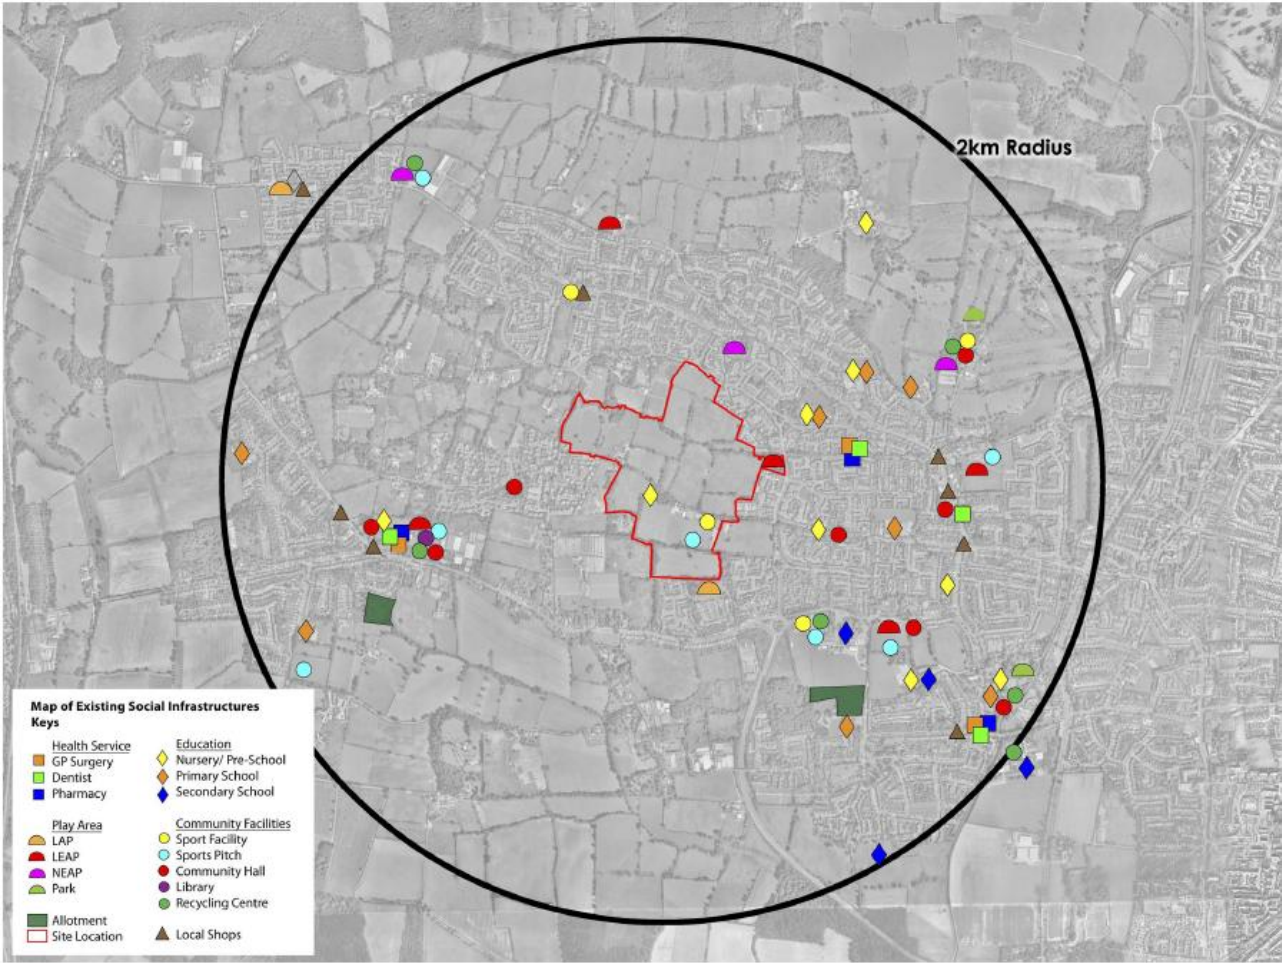 2km Radius
Map of Existing Social Infrastructures
Keys
Health Service
GP Surgery
Dentist
Pharmacy
Education
Nursery/ Pre-School
Primary School
Secondary School
Play Area
LAP
LEAP
NEAP
Park
Community Facilities
Sport Facility
Sports Pitch
Community Hall
Library
Recycling Centre
Allotment
Site Location
Local Shops